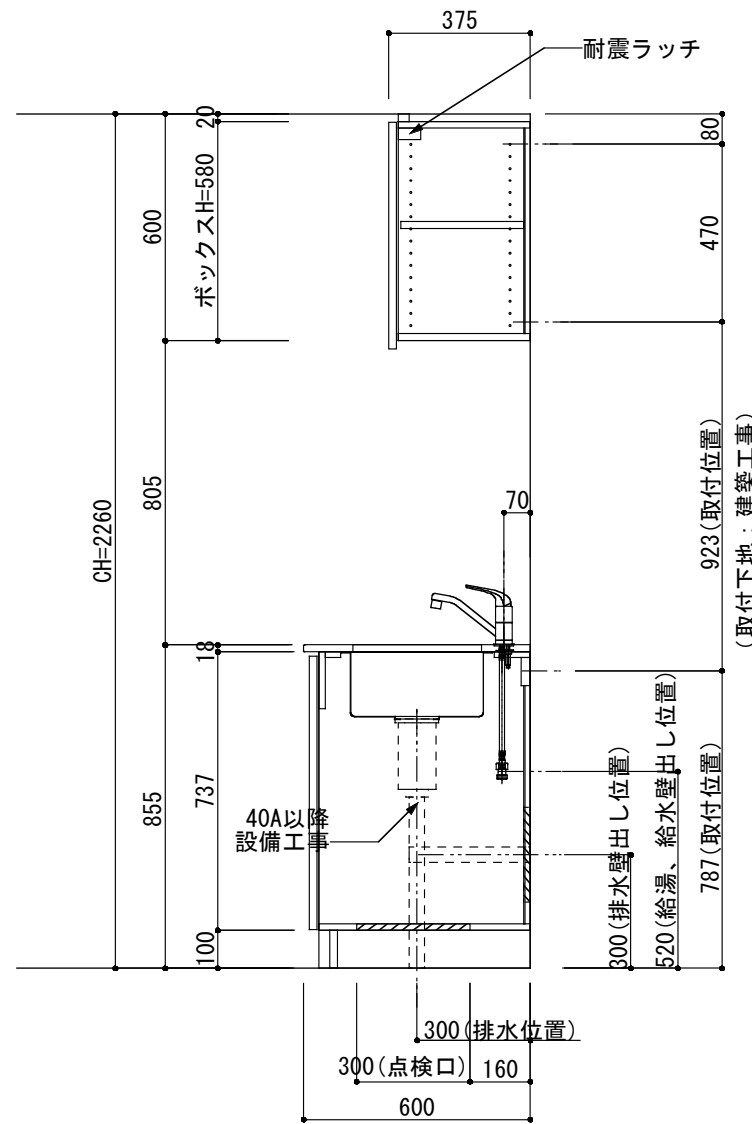 375
耐震ラッチ
20
80
ボックスH=580
600
470
CH=2260
805
70
923(取付位置)
(取付下地:建築工事)
18
737
855
40A以降
設備工事
300(排水壁出し位置)
520(給湯、給水壁出し位置)
787(取付位置)
100
300(排水位置)
300(点検口)
160
600